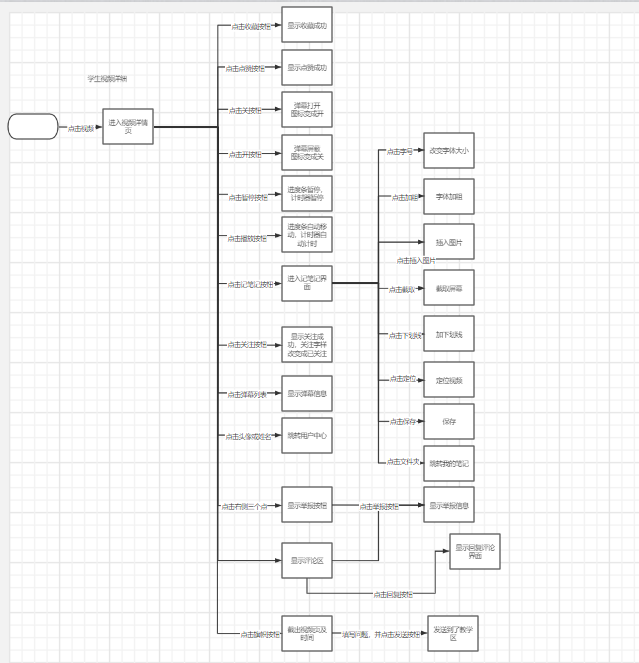 点击收藏按钮
显示收藏成功
点击点赞按钮
显示点赞成功
学生视频详细
点击视频
进入视频详情
页
点击关按钮
弹幕打开
图标变成开
点击开按钮
弹幕屏蔽
图标变成关
点击暂停按钮
进度条暂停，
计时器暂停
点击播放按钮
进度条自动移
动，计时器自
动计时
点击记笔记按钮
进入记笔记界
面
点击关注按钮
显示关注成
功，关注字样
改变成已关注
点击弹幕列表
显示弹幕信息
点击头像或姓名
跳转用户中心
点击字号
改变字体大小
点击加粗
字体加粗
插入图片
点击插入图片
点击截取
截取屏幕
点击下划线
加下划线
点击定位
定位视频
点击保存
保存
点击文件夹
跳转我的笔记
点击右侧三个点
显示举报按钮
点击举报按钮
显示举报信息
显示评论区
显示回复评论
界面
点击回复按钮
点击旗帜按钮
截出视频页及
时间
填写问题，并点击发送按钮
发送到了教学
区